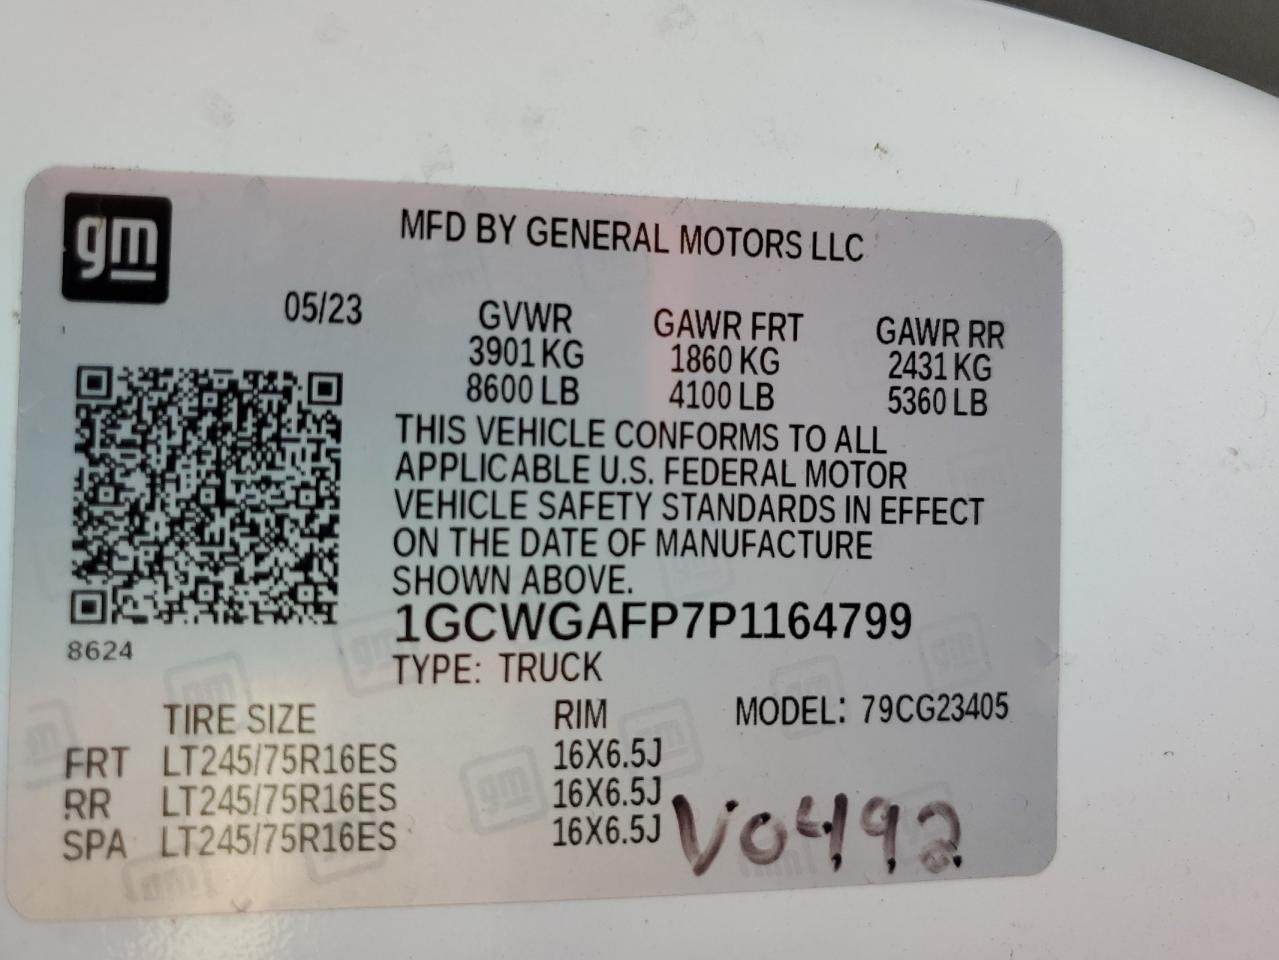 gm
MFD BY GENERAL MOTORS LLC
05/23
GVWR GAWR FRT GAWR RR
3901 KG 1860 KG 2431 KG
8600 LB 4100 LB 5360 LB
THIS VEHICLE CONFORMS TO ALL
APPLICABLE U.S. FEDERAL MOTOR
VEHICLE SAFETY STANDARDS IN EFFECT
ON THE DATE OF MANUFACTURE
SHOWN ABOVE.
1GCWGAFP7P1164799
8624
TYPE: TRUCK
TIRE SIZE RIM MODEL: 79CG23405
FRT LT245/75R16ES 16X6.5J
RR LT245/75R16ES 16X6.5J
SPA LT245/75R16ES 16X6.5J
V0492